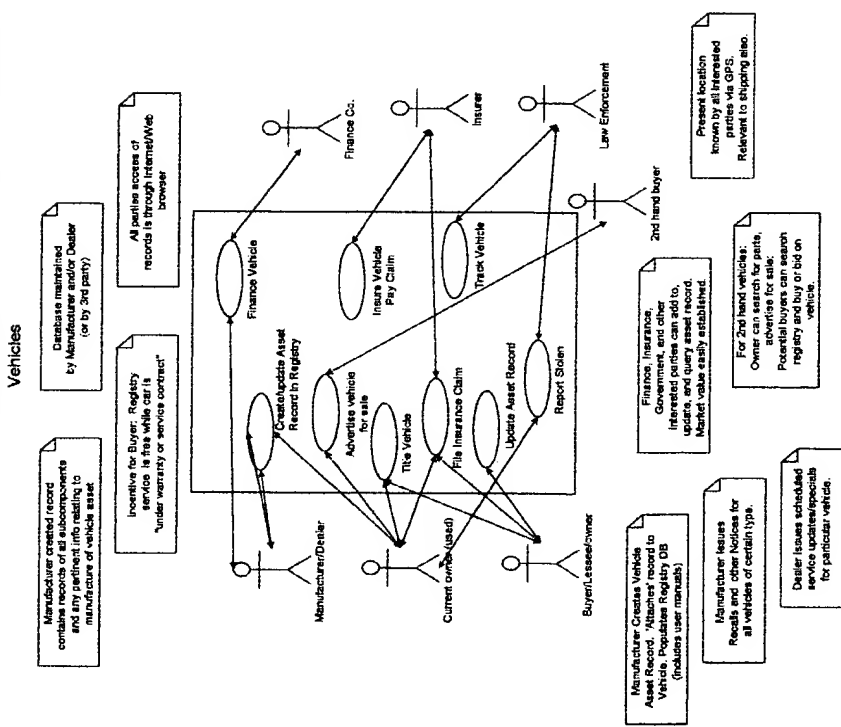 Vehicles
Manufacturer created record
contains records of all subcomponents
and any pertinent info relating to
manufacture of vehicle asset
Database maintained
by Manufacturer and/or Dealer
(or by 3rd party)
Incentive for Buyer: Registry
service is free while car is
"under warranty or service contract"
All parties access of
records is through Internet/Web
browser
Manufacturer/Dealer
Current owner (used)
Buyer/Lessee/owner
Finance Vehicle
Create/update Asset
Record in Registry
Advertise vehicle
for sale
Insure Vehicle
Pay Claim
Title Vehicle
File Insurance Claim
Track Vehicle
Update Asset Record
Report Stolen
Finance Co.
Insurer
Law Enforcement
2nd hand buyer
Manufacturer Creates Vehicle
Asset Record. 'Attaches' record to
Vehicle. Populates Registry DB
(includes user manuals)
Manufacturer Issues
Recalls and other Notices for
all vehicles of certain type.
Dealer issues scheduled
service updates/specials
for particular vehicle.
Finance, Insurance,
Government, and other
interested parties can add to,
update, and query asset record.
Market value easily established.
For 2nd hand vehicles:
Owner can search for parts,
advertise for sale;
Potential buyers can search
registry and buy or bid on
vehicle.
Present location
known by all interested
parties via GPS.
Relevant to shipping also.